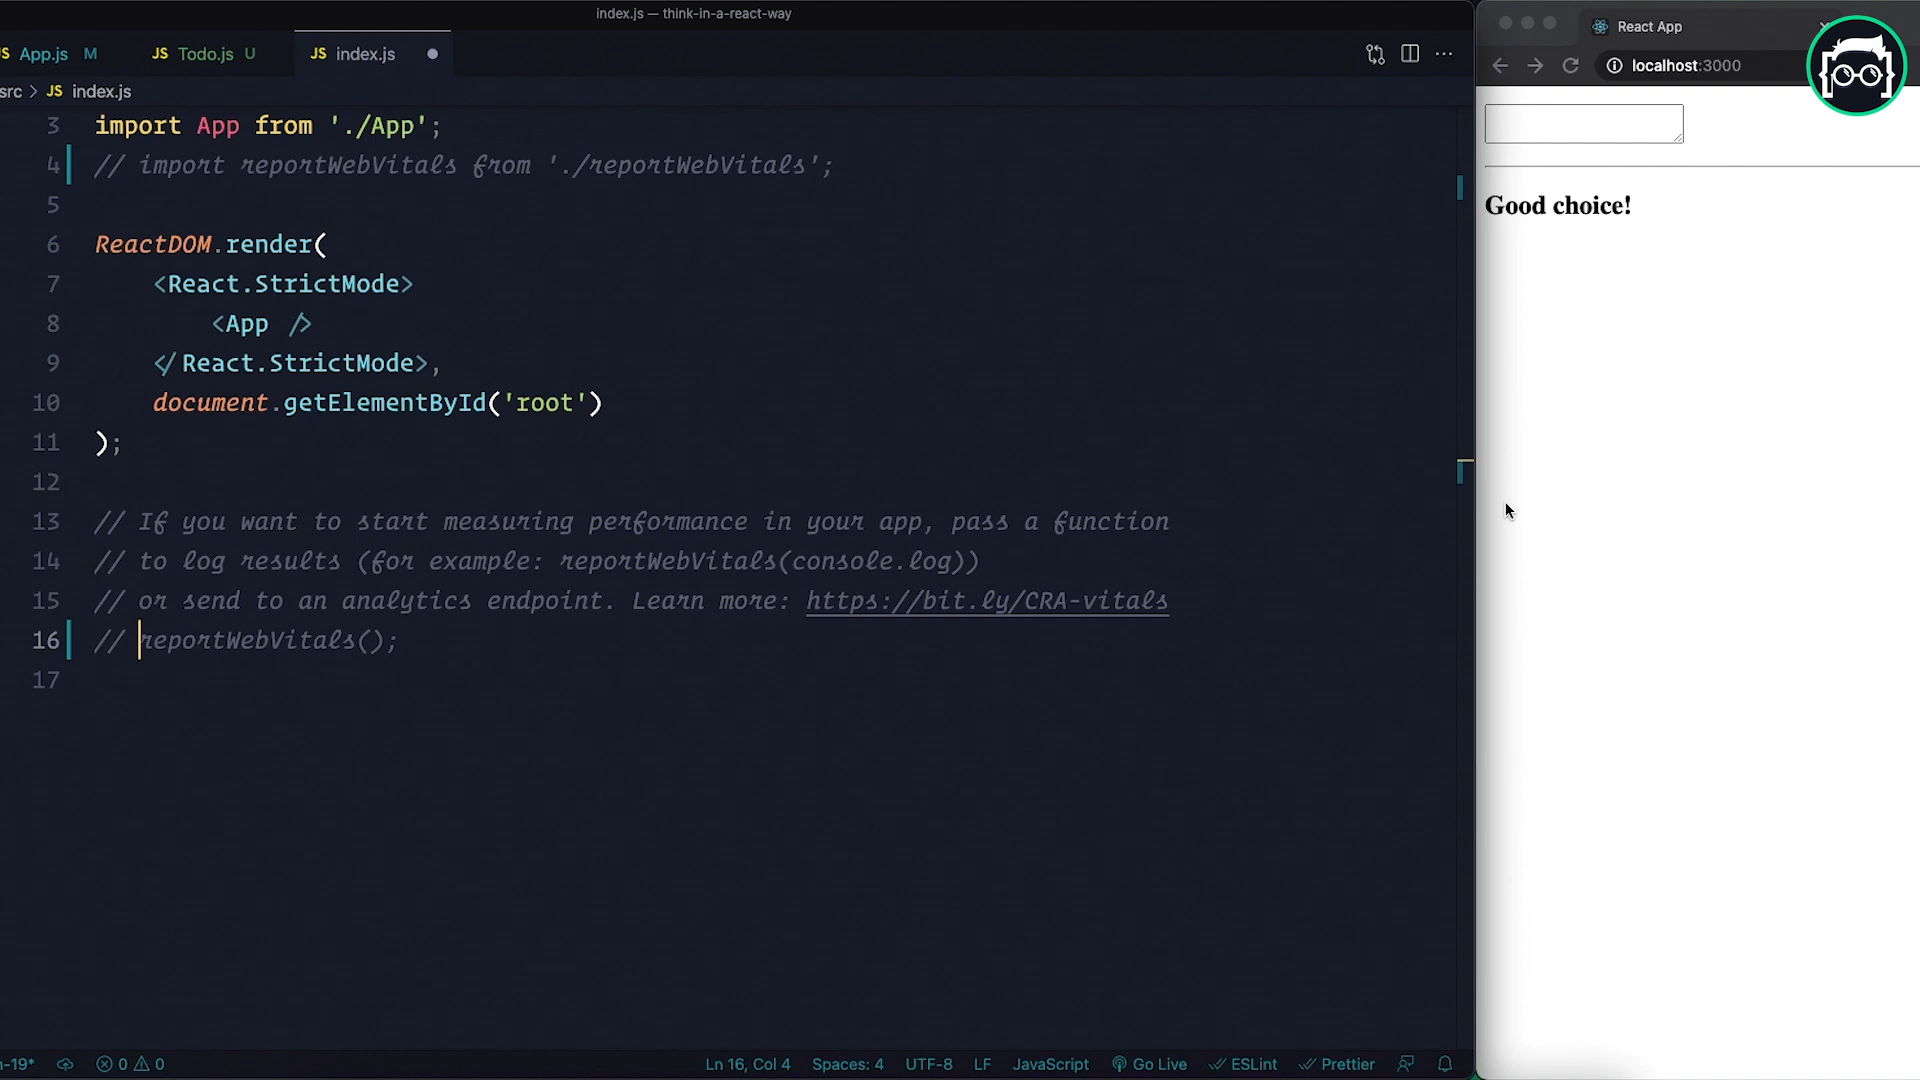 index.js — think-in-a-react-way
JS App.js M
JS Todo.js U
JS index.js
src > JS index.js
3 import App from './App';
4 // import reportWebVitals from './reportWebVitals';
5
6 ReactDOM.render(
7 <React.StrictMode>
8 <App />
9 </React.StrictMode>,
10 document.getElementById('root')
11 );
12
13 // If you want to start measuring performance in your app, pass a function
14 // to log results (for example: reportWebVitals(console.log))
15 // or send to an analytics endpoint. Learn more: https://bit.ly/CRA-vitals
16 // reportWebVitals();
17
-19* 0 0 Ln 16, Col 4 Spaces: 4 UTF-8 LF JavaScript Go Live ESLint Prettier
React App
localhost:3000
Good choice!